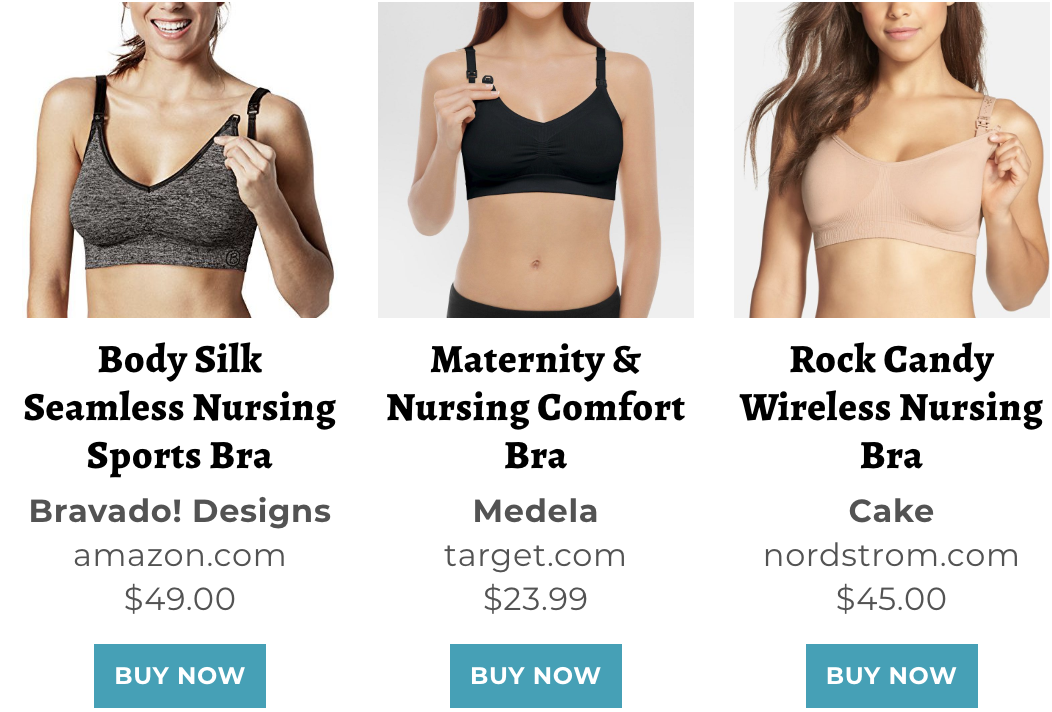 Body Silk
Seamless Nursing
Sports Bra
Bravado! Designs
amazon.com
$49.00
BUY NOW
Maternity &
Nursing Comfort
Bra
Medela
target.com
$23.99
BUY NOW
Rock Candy
Wireless Nursing
Bra
Cake
nordstrom.com
$45.00
BUY NOW